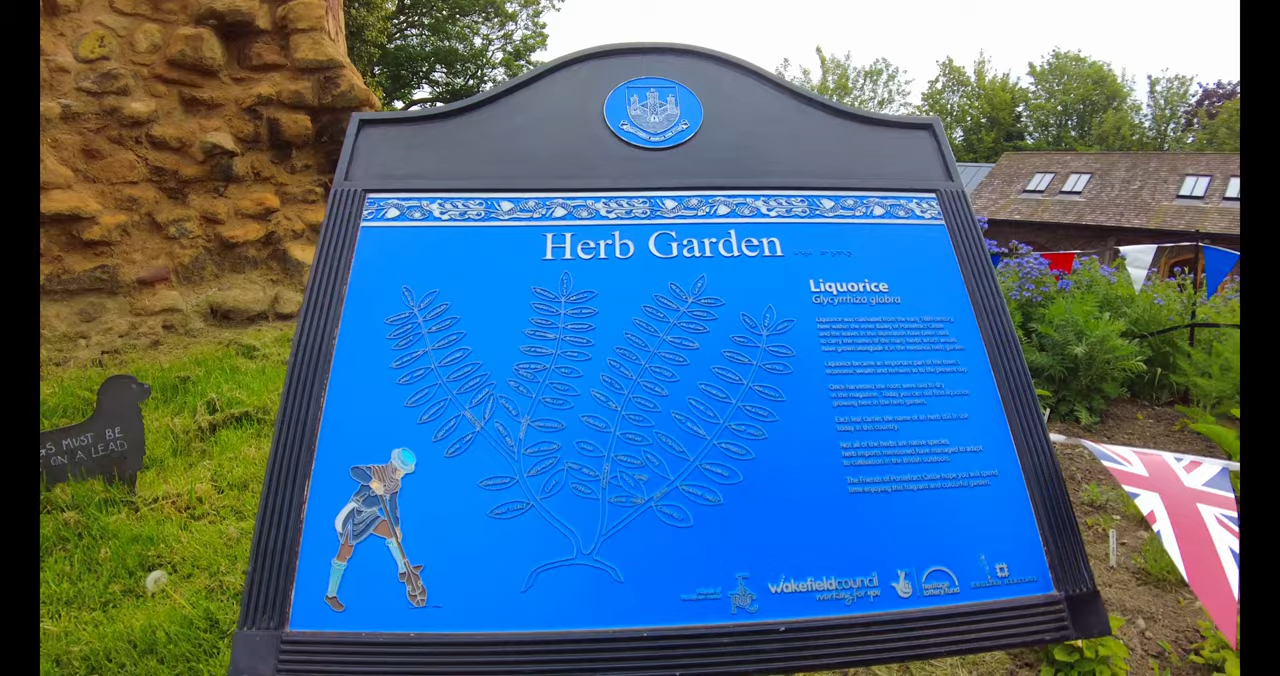 Herb Garden
Liquorice
Glycyrrhiza glabra
Liquorice was cultivated from the early 16th century
here within the inner Bailey of Pontefract Castle
and the leaves in this illustration have been used
to carry the names of the many herbs which would
have grown alongside it in the medieval herb garden.
Liquorice became an important part of the town's
economic wealth and remains so to the present day.
Once harvested the roots were laid to dry
in the magazine. Today you can still find liquorice
growing here in the herb garden.
Each leaf carries the name of an herb still in use
today in this country.
Not all of the herbs are native species,
herb imports mentioned have managed to adapt
to cultivation in the British outdoors.
The Friends of Pontefract Castle hope you will spend
time enjoying this fragrant and colourful garden.
GS MUST BE
ON A LEAD
wakefieldcouncil
working for you
heritage
lottery fund
ENGLISH HERITAGE